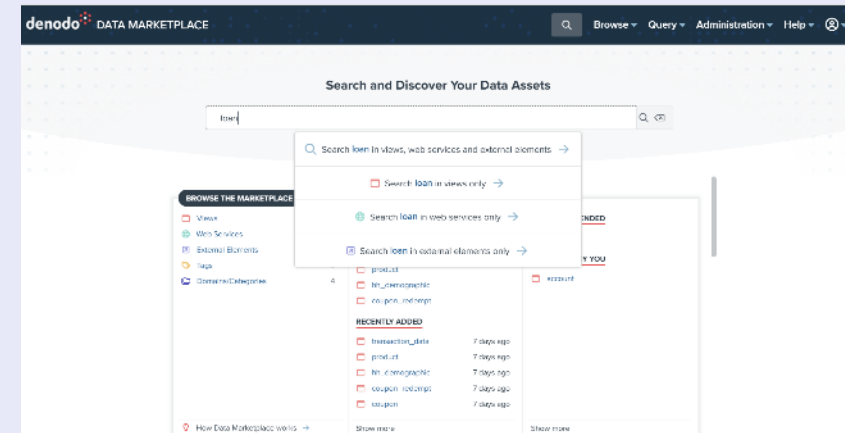 denodo DATA MARKETPLACE
Browse Query Administration Help
Search and Discover Your Data Assets
loan
Search loan in views, web services and external elements
Search loan in views only
Search loan in web services only
Search loan in external elements only
BROWSE THE MARKETPLACE
Views
Web Services
External Elements
Tags
Domains/Categories 4
product
hh_demographic
coupon_redempt
RECENTLY ADDED
transaction_data 7 days ago
product 7 days ago
hh_demographic 7 days ago
coupon_redempt 7 days ago
coupon 7 days ago
Show more
NDED
Y YOU
account
Show more
How Data Marketplace works